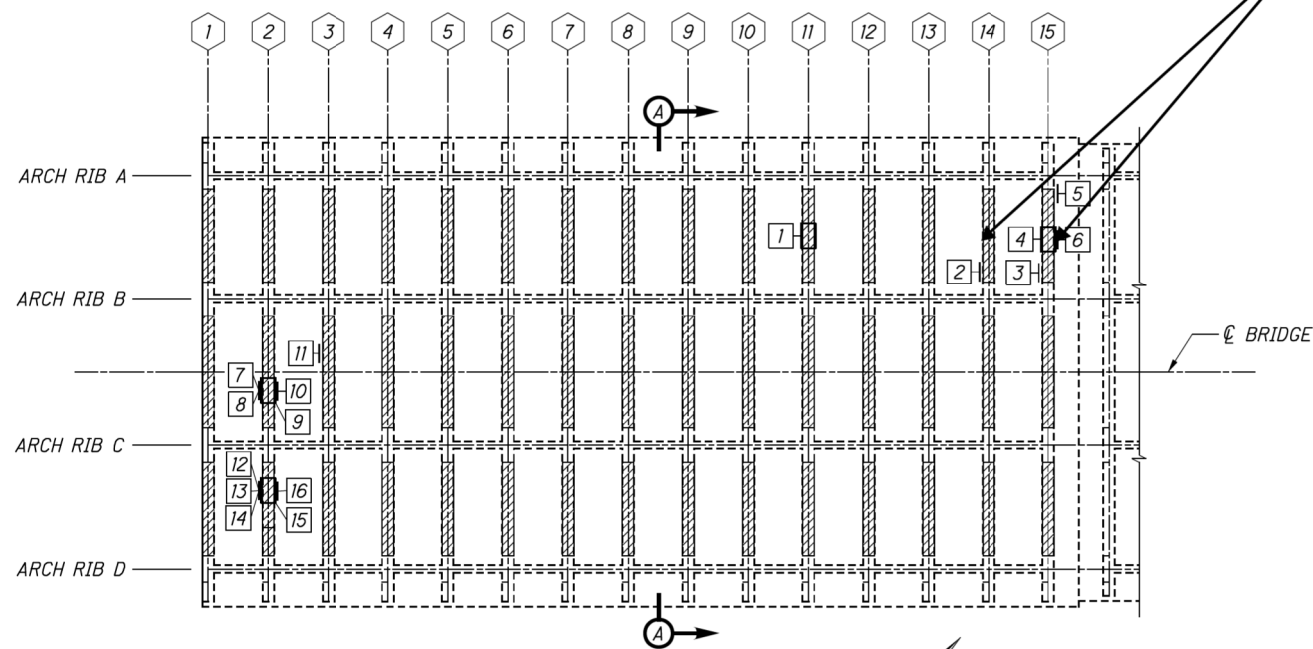 1 2 3 4 5 6 7 8 9 10 11 12 13 14 15
A
ARCH RIB A
5
1
4 6
2 3
ARCH RIB B
℄ BRIDGE
11
7
10
8
9
ARCH RIB C
12
13 16
14 15
ARCH RIB D
A